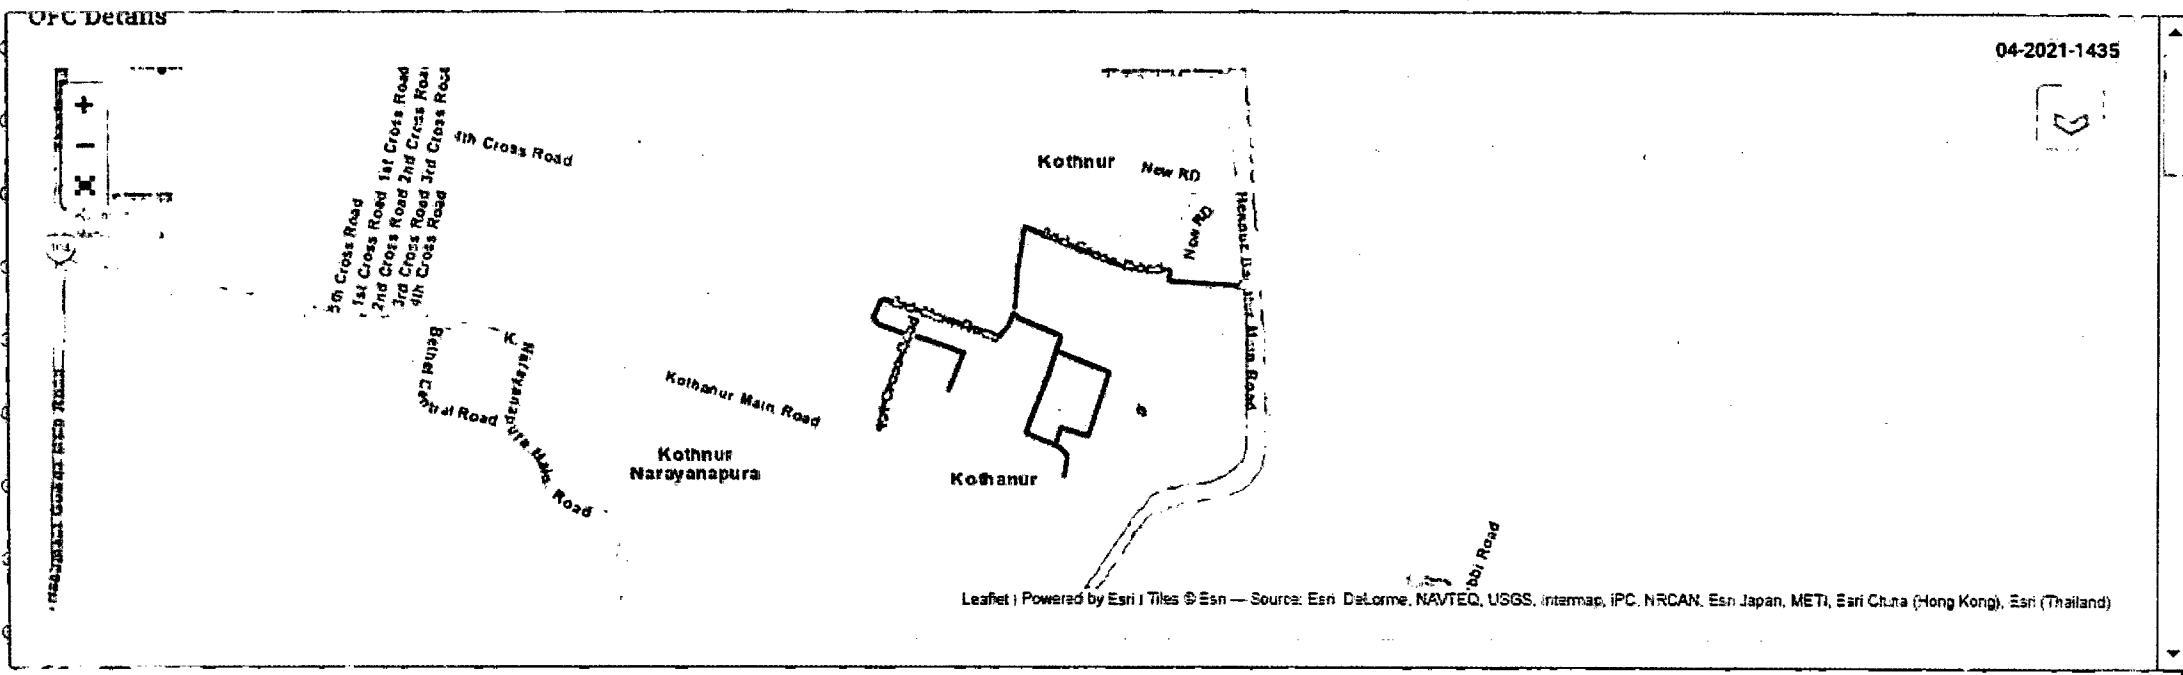 OFC Details
04-2021-1435
+
−
1st Cross Road
2nd Cross Road
3rd Cross Road
4th Cross Road
5th Cross Road
1st Cross Road
2nd Cross Road
3rd Cross Road
4th Cross Road
Kothnur
New RD
New RD
Main Road
K. Narayanapura Main Road
Kothanur Main Road
Kothnur
Narayanapura
Kothanur
Leaflet | Powered by Esri | Tiles © Esri — Source: Esri, DeLorme, NAVTEQ, USGS, Intermap, iPC, NRCAN, Esri Japan, METI, Esri China (Hong Kong), Esri (Thailand)